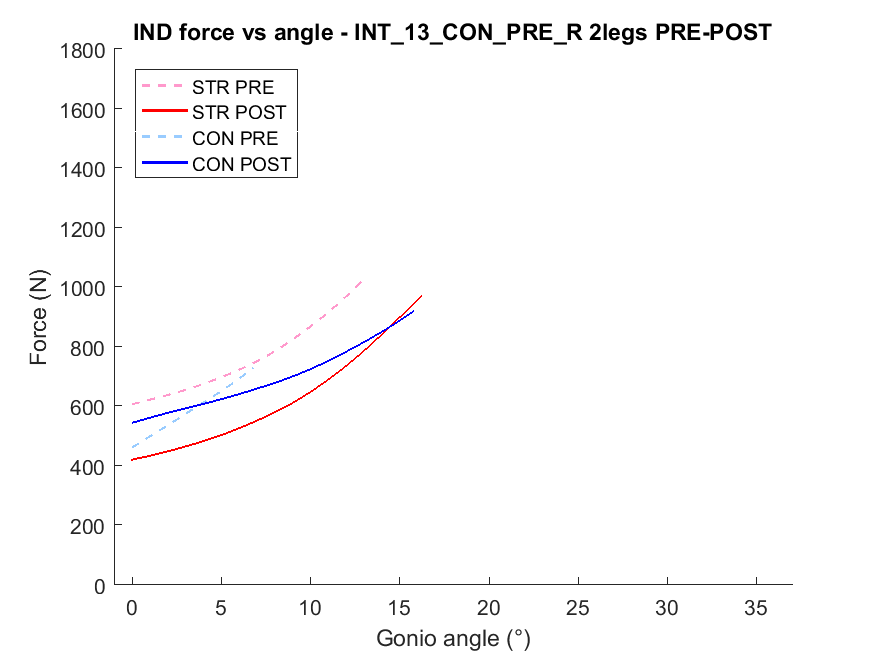 IND force vs angle - INT_13_CON_PRE_R 2legs PRE-POST
1800
1600
1400
1200
1000
800
600
400
200
0
Force (N)
STR PRE
STR POST
CON PRE
CON POST
0 5 10 15 20 25 30 35
Gonio angle (°)